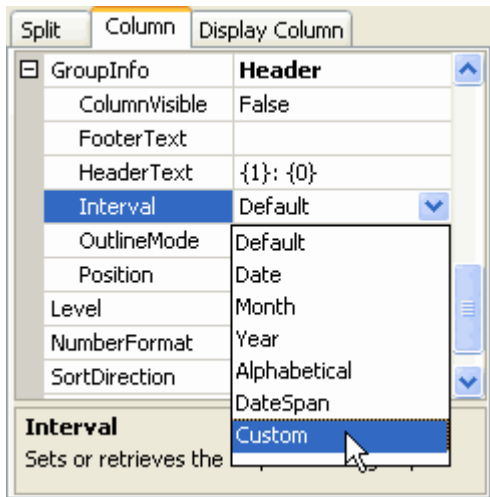 Split Column Display Column
GroupInfo Header
ColumnVisible False
FooterText
HeaderText {1}: {0}
Interval Default
OutlineMode Default
Position Date
Level Month
NumberFormat Year
SortDirection Alphabetical
DateSpan
Interval Custom
Sets or retrieves the